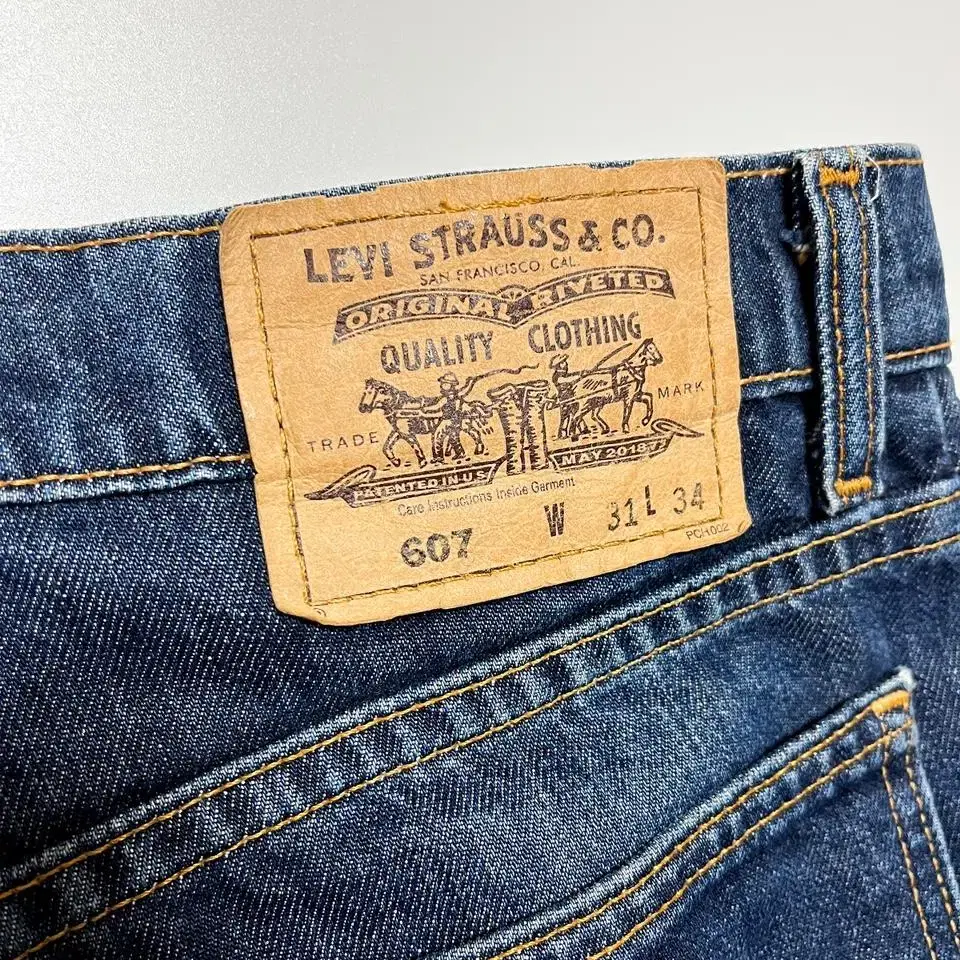 LEVI STRAUSS & CO.
SAN FRANCISCO, CAL.
ORIGINAL RIVETED
QUALITY CLOTHING
TRADE MARK
PATENTED IN U.S. MAY 20 1873
Care Instructions Inside Garment
607 W 31 L 34
PCH002